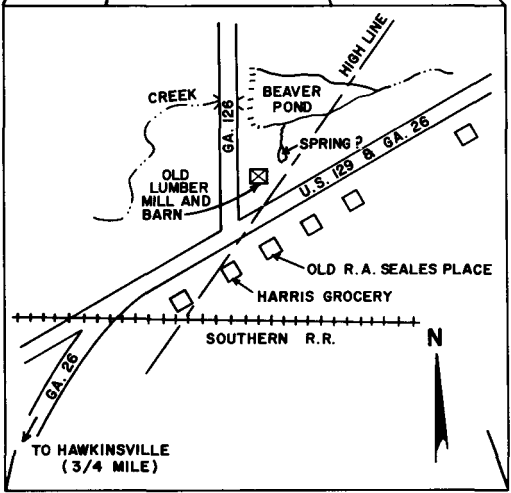 HIGH LINE
CREEK
GA. 126
BEAVER
POND
SPRING ?
U.S. 129 & GA. 26
OLD
LUMBER
MILL AND
BARN
OLD R.A. SEALES PLACE
HARRIS GROCERY
SOUTHERN R.R.
N
GA. 26
TO HAWKINSVILLE
(3/4 MILE)